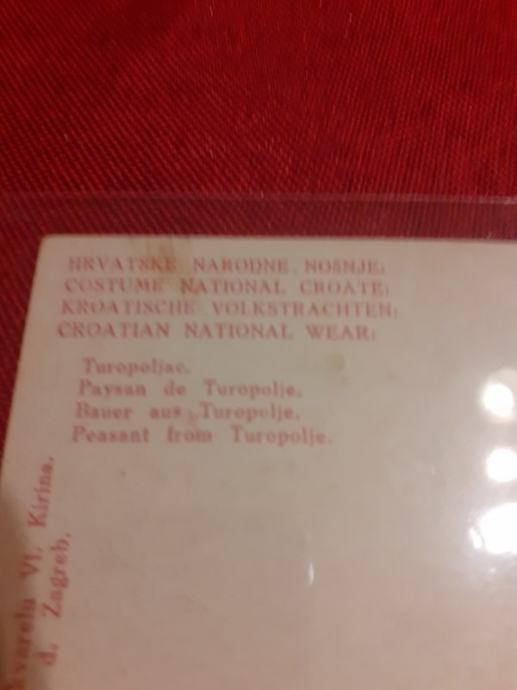 HRVATSKE NARODNE NOŠNJE:
COSTUME NATIONAL CROATE:
KROATISCHE VOLKSTRACHTEN:
CROATIAN NATIONAL WEAR:
Turopoljac.
Paysan de Turopolje.
Bauer aus Turopolje.
Peasant from Turopolje.
Vl. Kirina.
d. Zagreb.